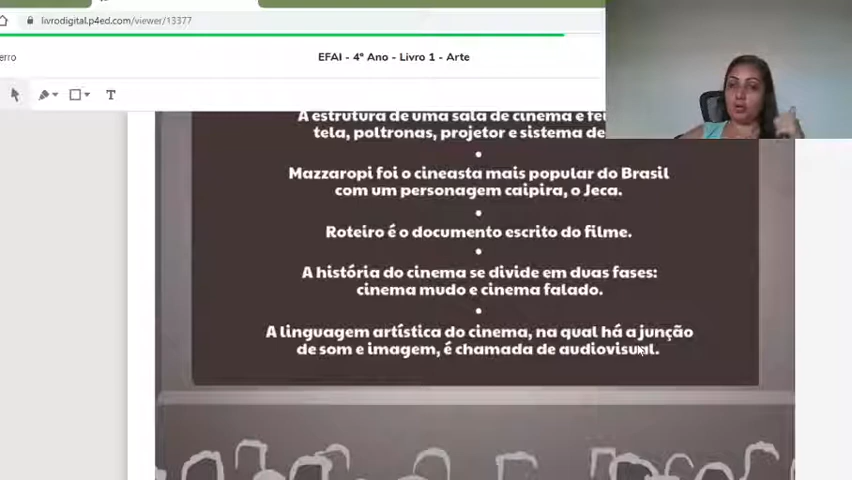 livrodigital.p4ed.com/viewer/13377
erro
EFAI - 4º Ano - Livro 1 - Arte
T
A estrutura de uma sala de cinema e
tela, poltronas, projetor e sistema de
•
Mazzaropi foi o cineasta mais popular do Brasil
com um personagem caipira, o Jeca.
•
Roteiro é o documento escrito do filme.
•
A história do cinema se divide em duas fases:
cinema mudo e cinema falado.
•
A linguagem artística do cinema, na qual há a junção
de som e imagem, é chamada de audiovisual.